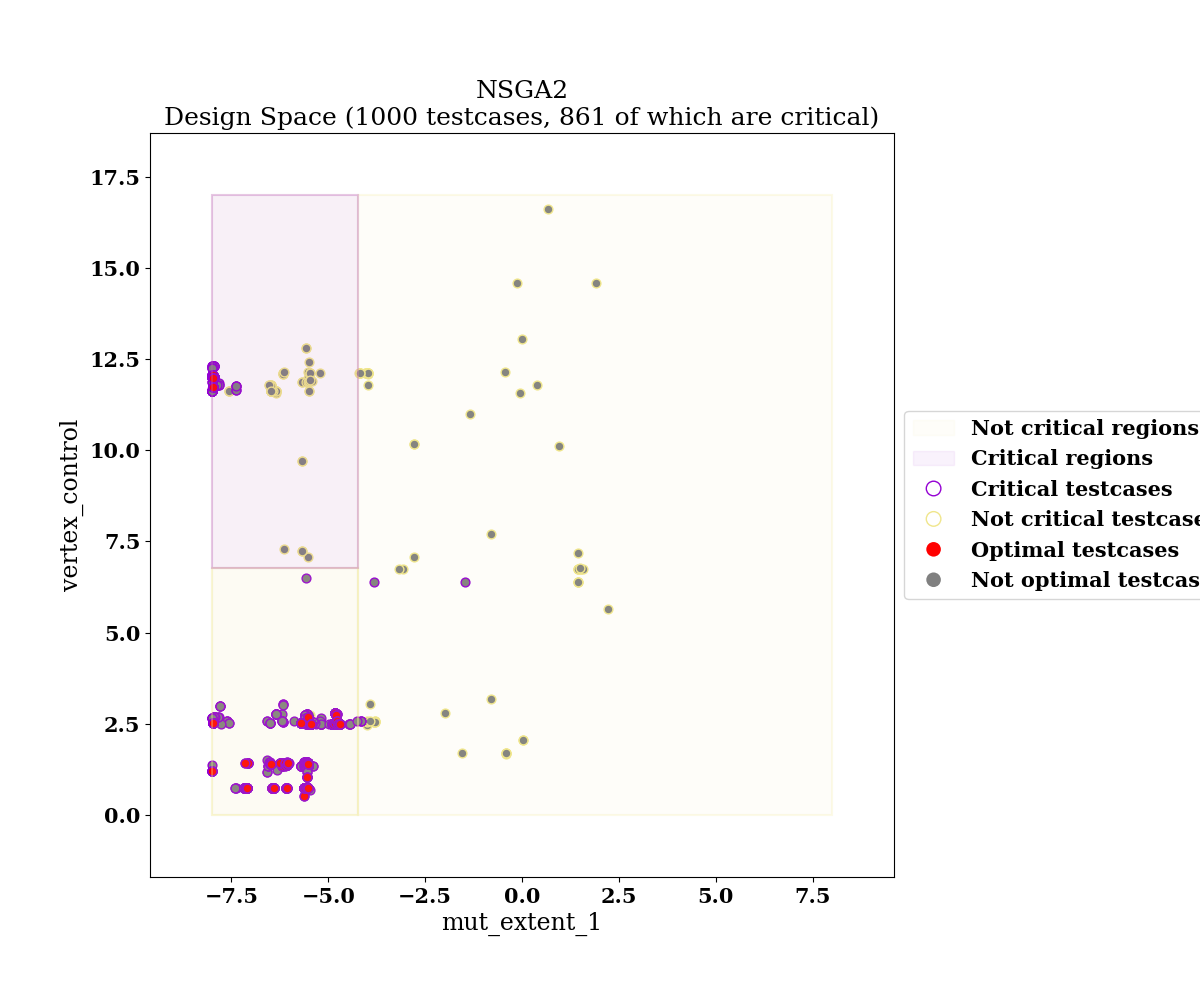 NSGA2
Design Space (1000 testcases, 861 of which are critical)
17.5
15.0
12.5
10.0
7.5
5.0
2.5
0.0
vertex_control
−7.5
−5.0
−2.5
0.0
2.5
5.0
7.5
mut_extent_1
Not critical regions
Critical regions
Critical testcases
Not critical testcase
Optimal testcases
Not optimal testcas